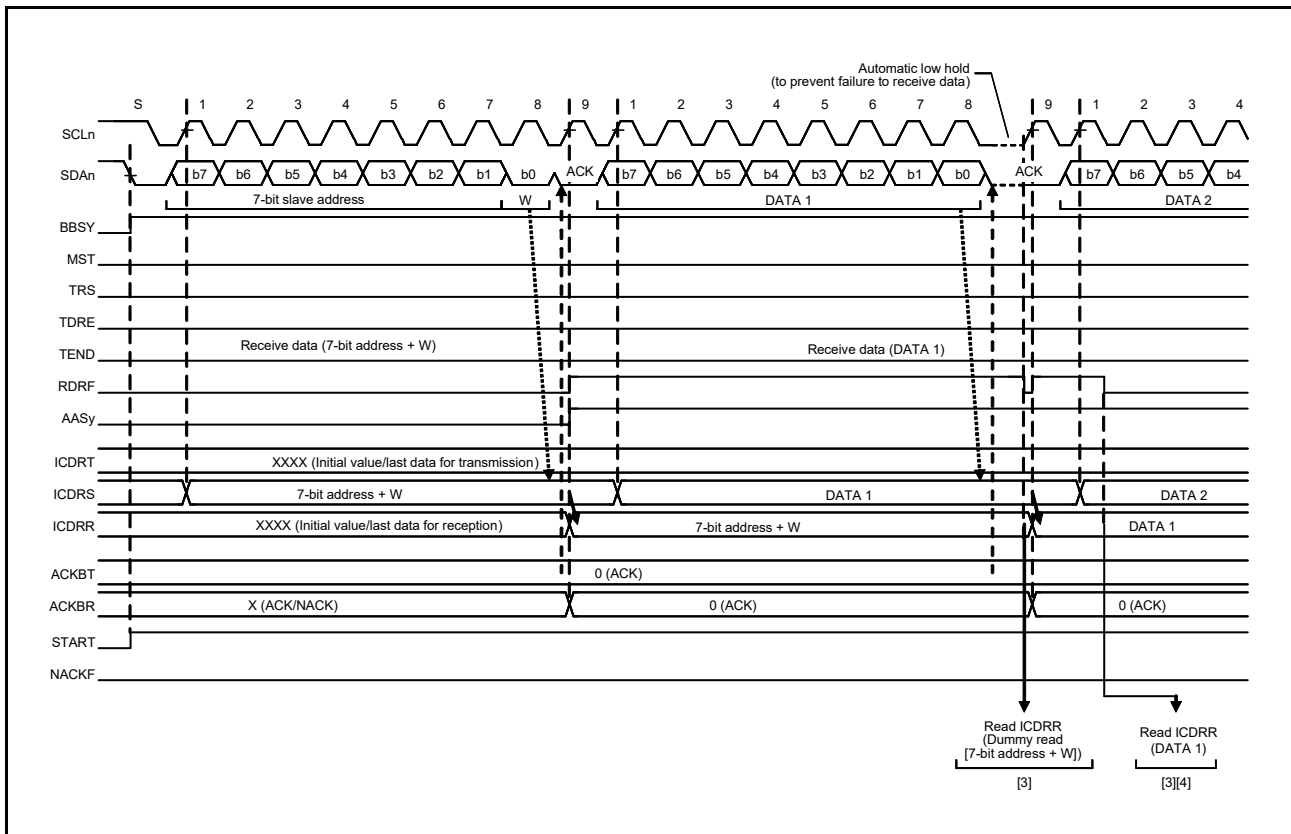 Automatic low hold
(to prevent failure to receive data)
S 1 2 3 4 5 6 7 8 9 1 2 3 4 5 6 7 8 9 1 2 3 4
SCLn
SDAn b7 b6 b5 b4 b3 b2 b1 b0 ACK b7 b6 b5 b4 b3 b2 b1 b0 ACK b7 b6 b5 b4
7-bit slave address W DATA 1 DATA 2
BBSY
MST
TRS
TDRE
Receive data (7-bit address + W) Receive data (DATA 1)
TEND
RDRF
AASy
ICDRT XXXX (Initial value/last data for transmission)
ICDRS 7-bit address + W DATA 1 DATA 2
ICDRR XXXX (Initial value/last data for reception) 7-bit address + W DATA 1
ACKBT 0 (ACK)
ACKBR X (ACK/NACK) 0 (ACK) 0 (ACK)
START
NACKF
Read ICDRR
(Dummy read
[7-bit address + W])
[3]
Read ICDRR
(DATA 1)
[3][4]